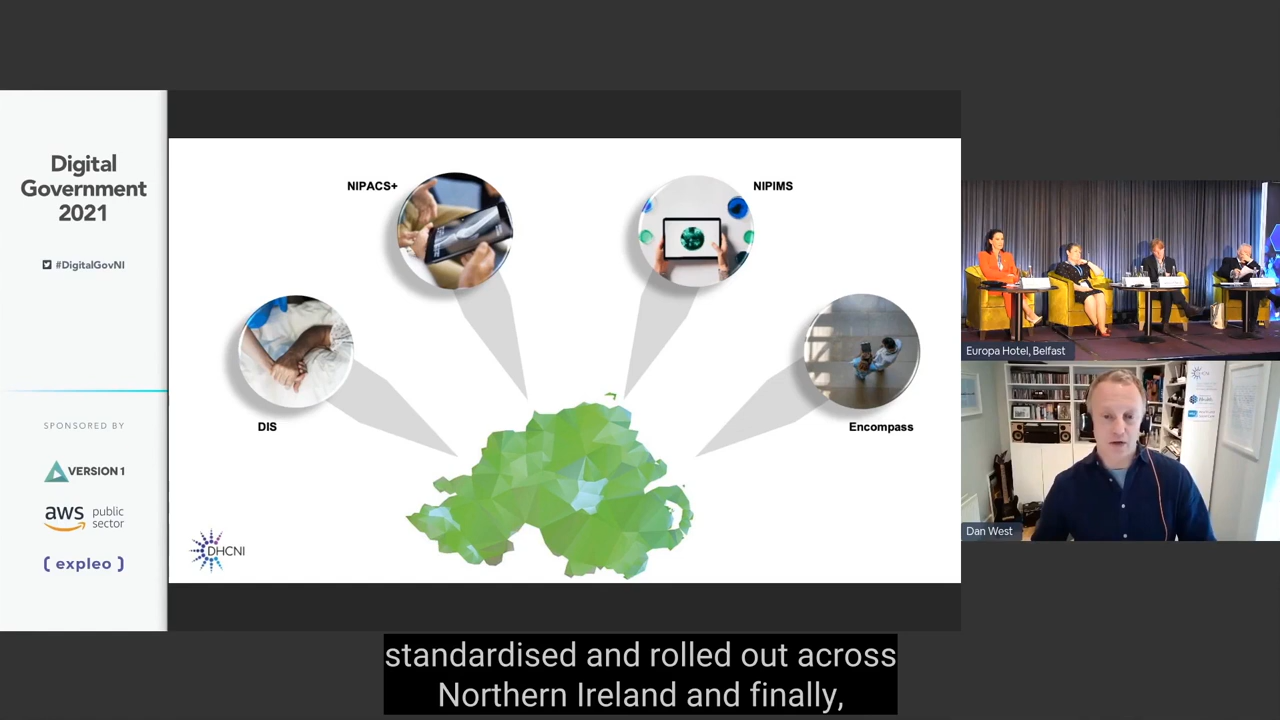 Digital
Government
2021
#DigitalGovNI
SPONSORED BY
VERSION 1
aws public
sector
[ expleo ]
NIPACS+
NIPIMS
DIS
Encompass
DHCNI
Europa Hotel, Belfast
Dan West
standardised and rolled out across
Northern Ireland and finally,